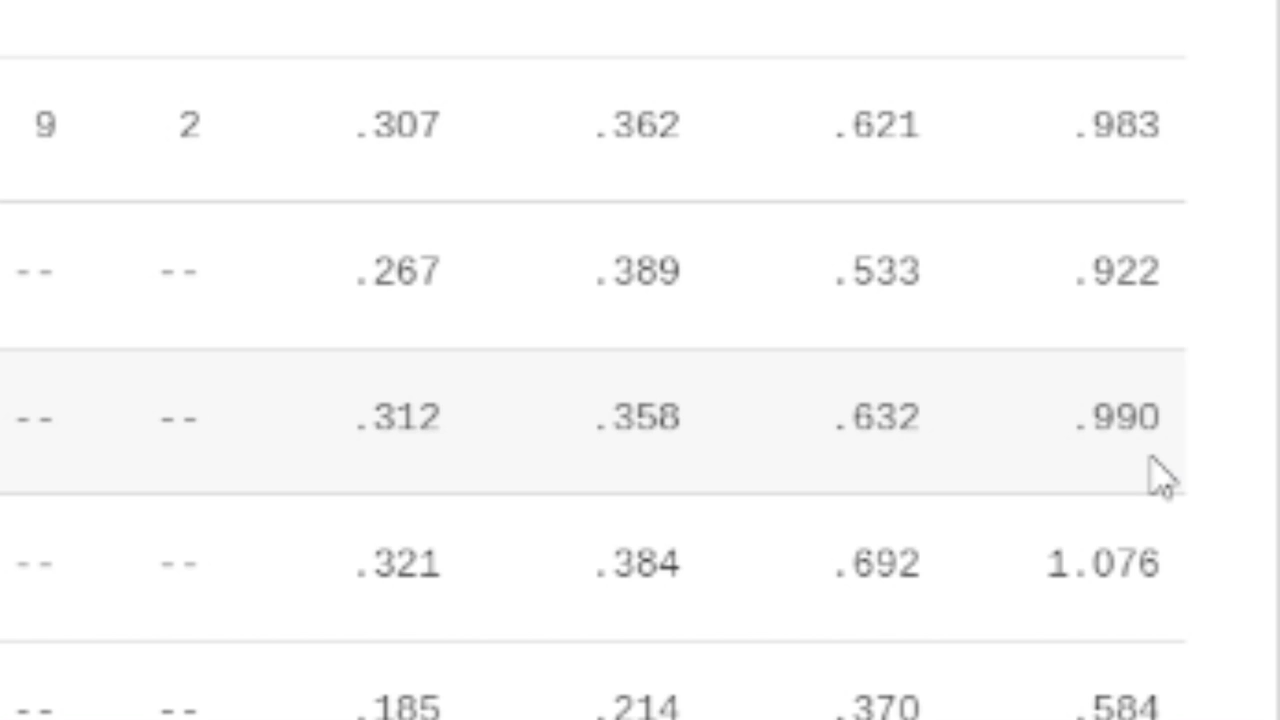 9 2 .307 .362 .621 .983
-- -- .267 .389 .533 .922
-- -- .312 .358 .632 .990
-- -- .321 .384 .692 1.076
-- -- .185 .214 .370 .584